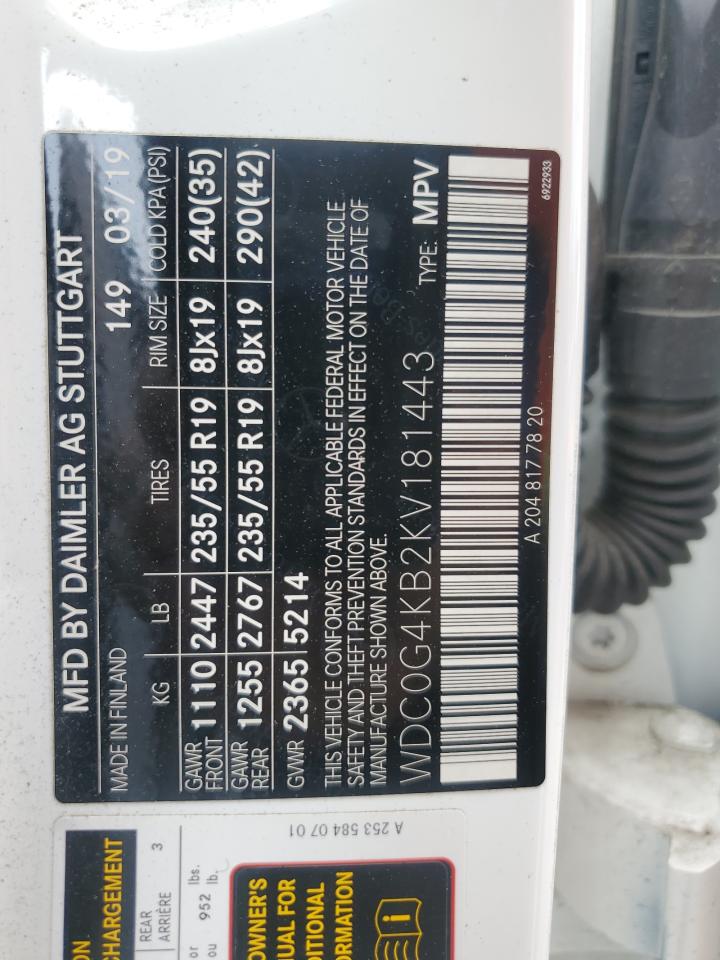 MFD BY DAIMLER AG STUTTGART
MADE IN FINLAND 149 03/19
KG LB TIRES RIM SIZE COLD KPA(PSI)
GAWR FRONT 1110 2447 235/55 R19 8Jx19 240(35)
GAWR REAR 1255 2767 235/55 R19 8Jx19 290(42)
GVWR 2365 5214
THIS VEHICLE CONFORMS TO ALL APPLICABLE FEDERAL MOTOR VEHICLE
SAFETY AND THEFT PREVENTION STANDARDS IN EFFECT ON THE DATE OF
MANUFACTURE SHOWN ABOVE.
WDC0G4KB2KV181443 TYPE: MPV
A 204 817 78 20
6922933
A 253 584 07 01
ON
CHARGEMENT
REAR
ARRIÈRE 3
or
ou 952 lbs.
lb.
OWNER'S
UAL FOR
DITIONAL
ORMATION